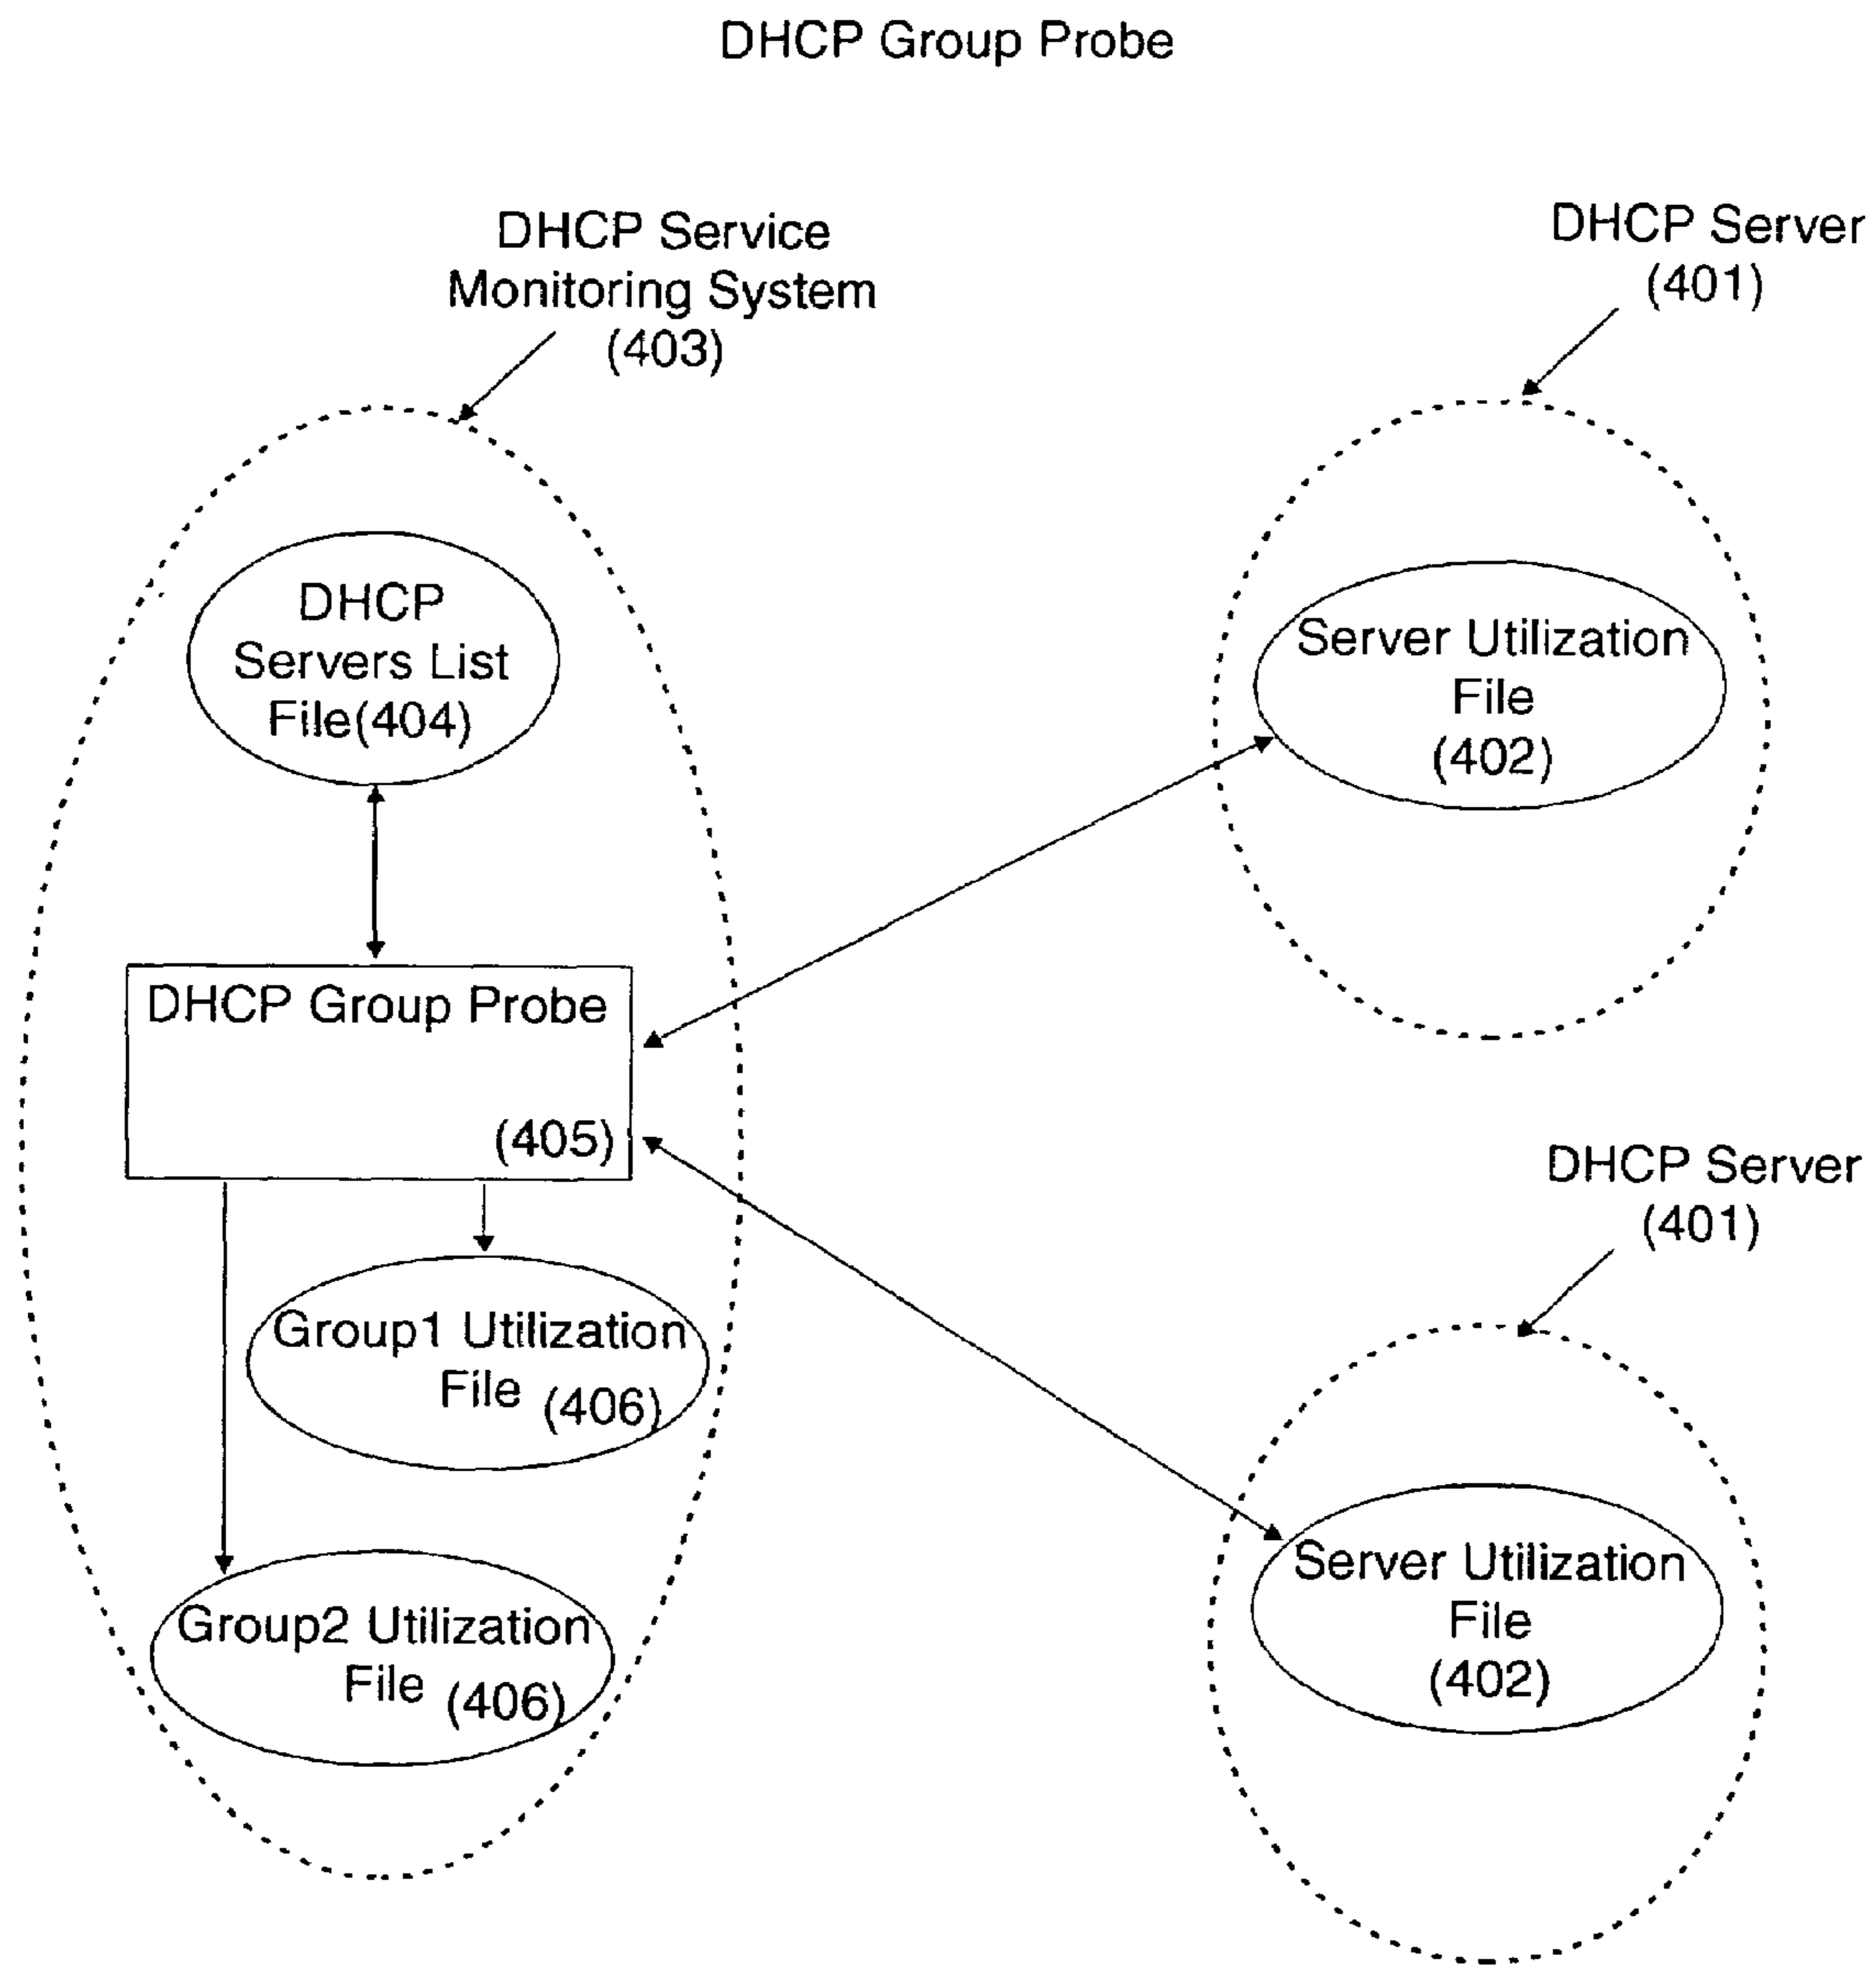 DHCP Group Probe
DHCP Service
Monitoring System
(403)
DHCP Server
(401)
DHCP
Servers List
File(404)
Server Utilization
File
(402)
DHCP Group Probe
(405)
DHCP Server
(401)
Group1 Utilization
File (406)
Server Utilization
File
(402)
Group2 Utilization
File (406)